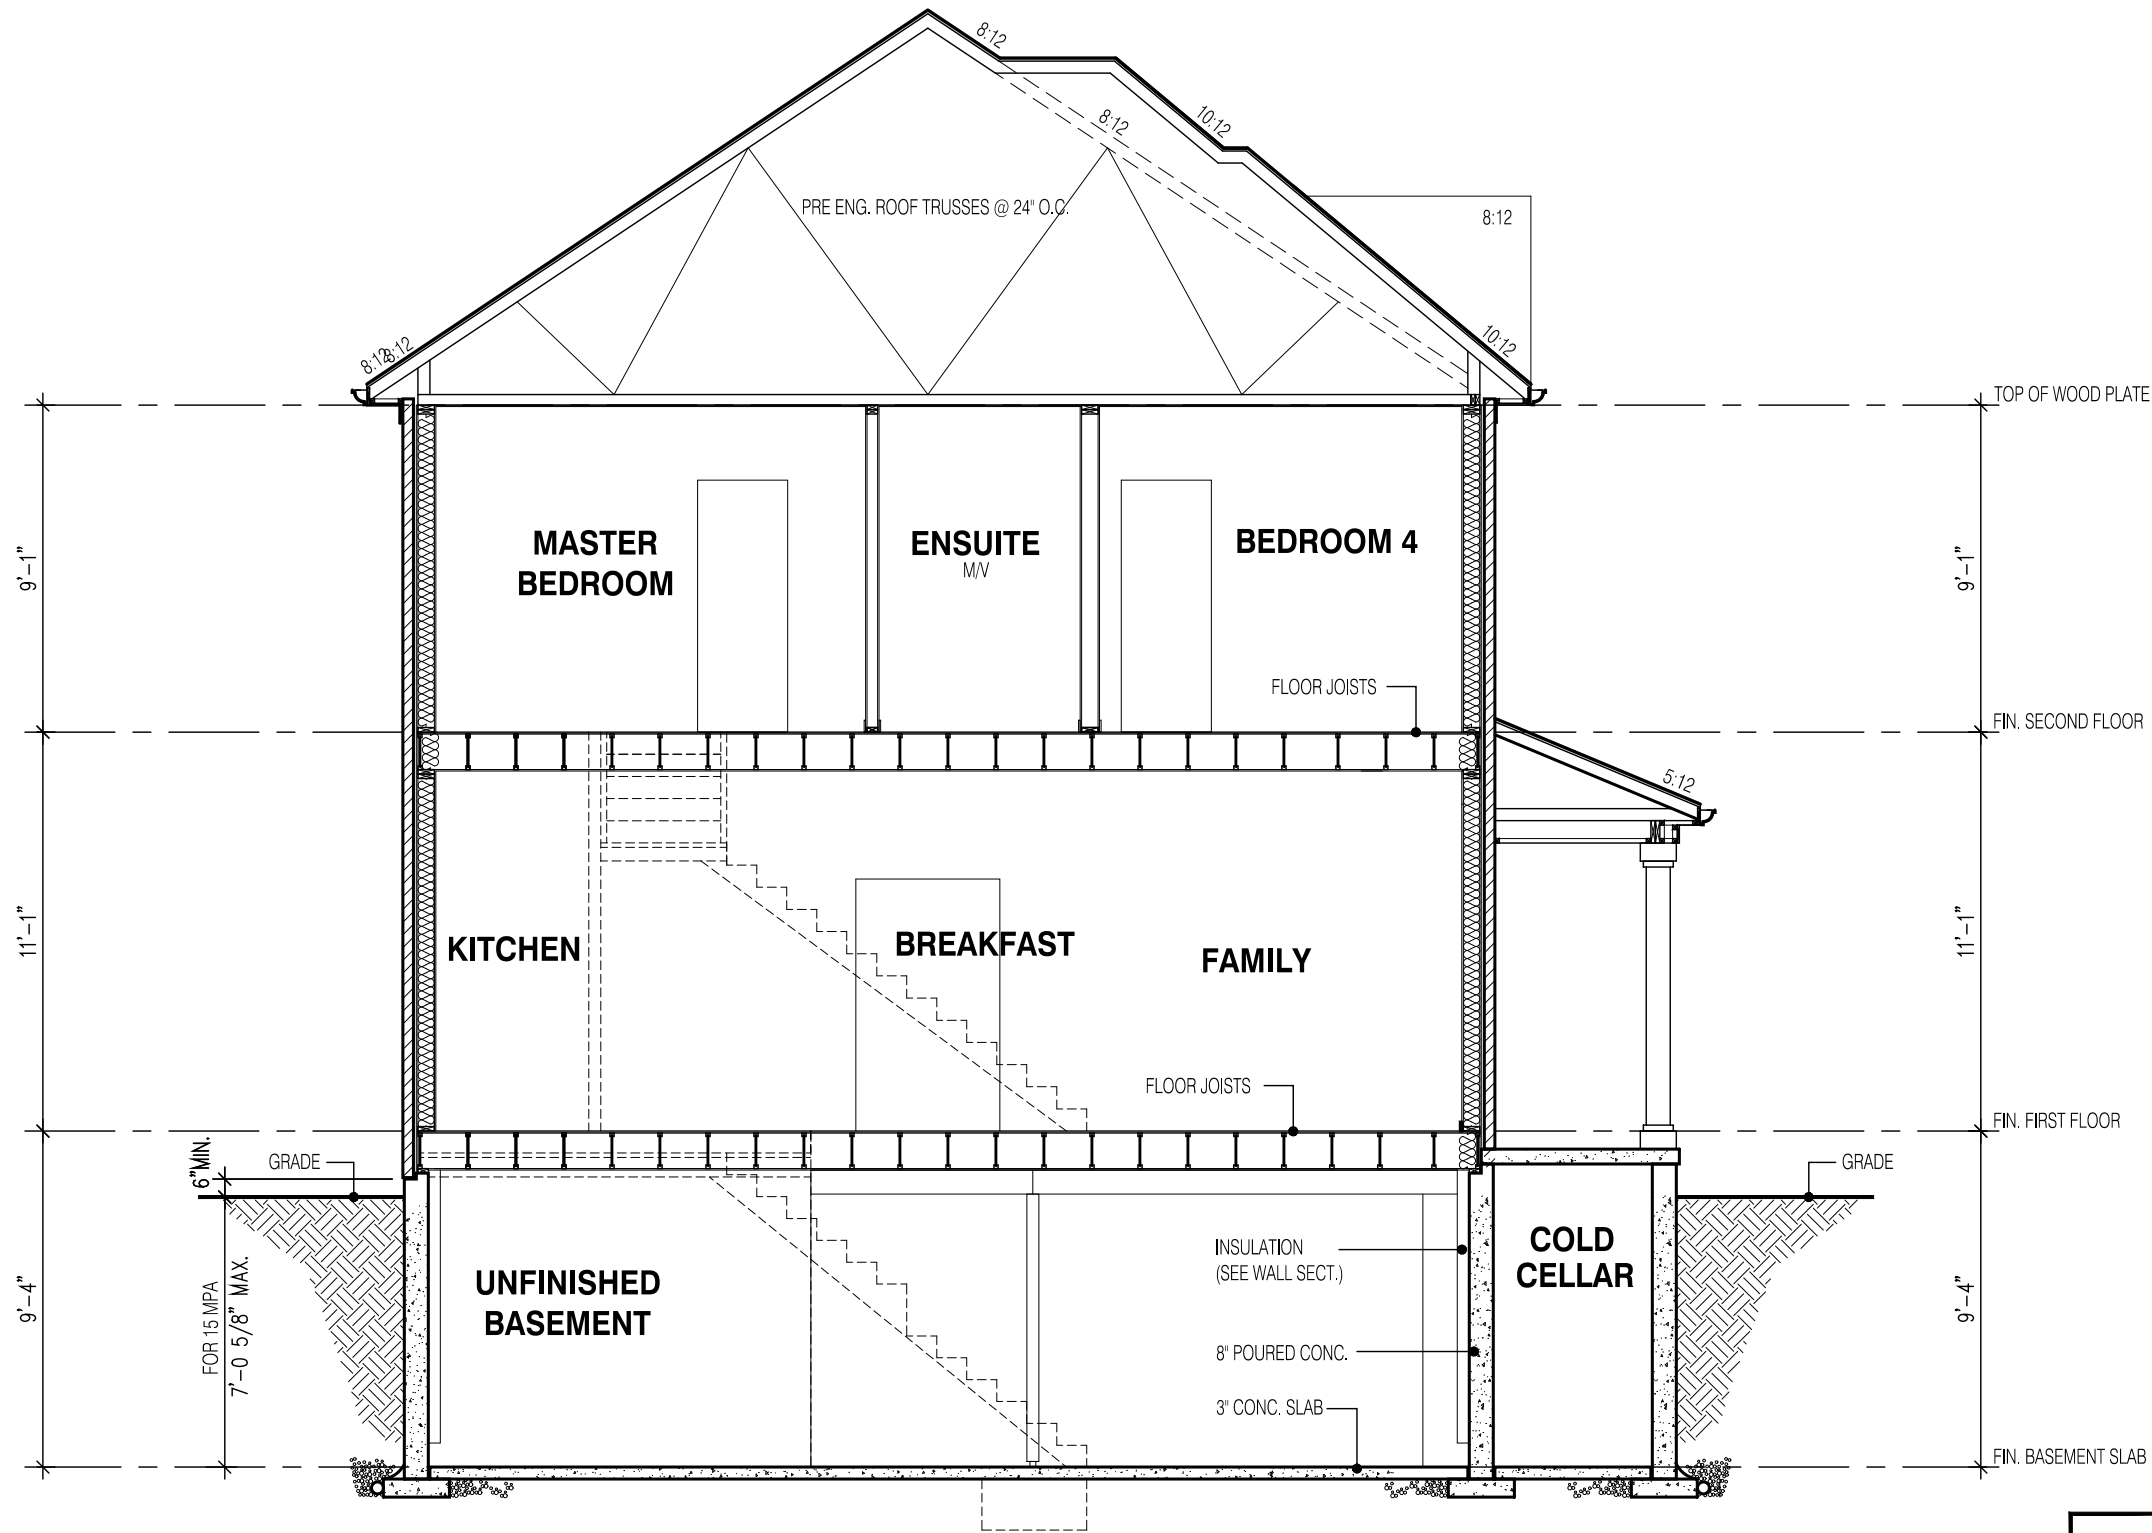 8:12
8:12
10:12
PRE ENG. ROOF TRUSSES @ 24" O.C.
8:12
8:12
8:12
10:12
TOP OF WOOD PLATE
MASTER
BEDROOM
ENSUITE
M/V
BEDROOM 4
9'-1"
9'-1"
FLOOR JOISTS
FIN. SECOND FLOOR
5:12
11'-1"
KITCHEN
BREAKFAST
FAMILY
11'-1"
FLOOR JOISTS
FIN. FIRST FLOOR
6"MIN.
GRADE
GRADE
9'-4"
FOR 15 MPA
7'-0 5/8" MAX.
UNFINISHED
BASEMENT
INSULATION
(SEE WALL SECT.)
8" POURED CONC.
3" CONC. SLAB
COLD
CELLAR
9'-4"
FIN. BASEMENT SLAB